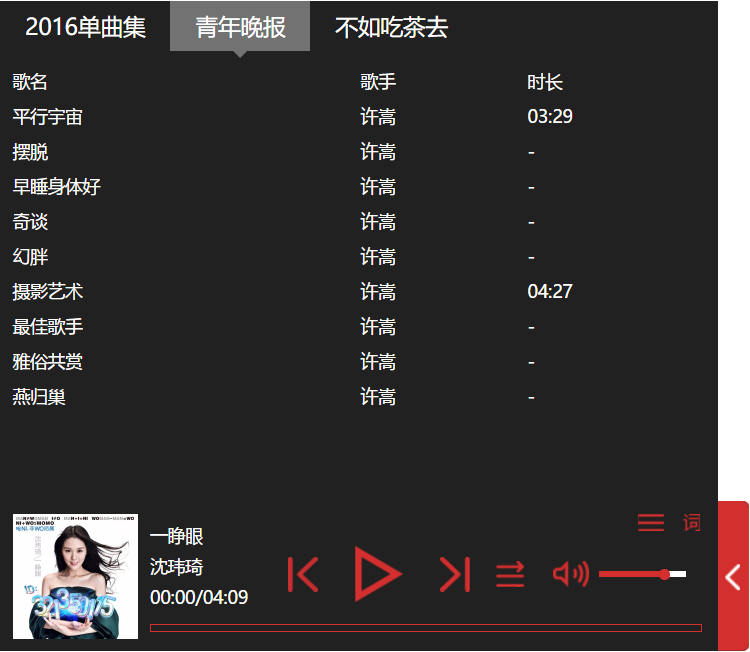 2016单曲集 青年晚报 不如吃茶去
歌名 歌手 时长
平行宇宙 许嵩 03:29
摆脱 许嵩 -
早睡身体好 许嵩 -
奇谈 许嵩 -
幻胖 许嵩 -
摄影艺术 许嵩 04:27
最佳歌手 许嵩 -
雅俗共赏 许嵩 -
燕归巢 许嵩 -
词
一睁眼
沈玮琦
00:00/04:09